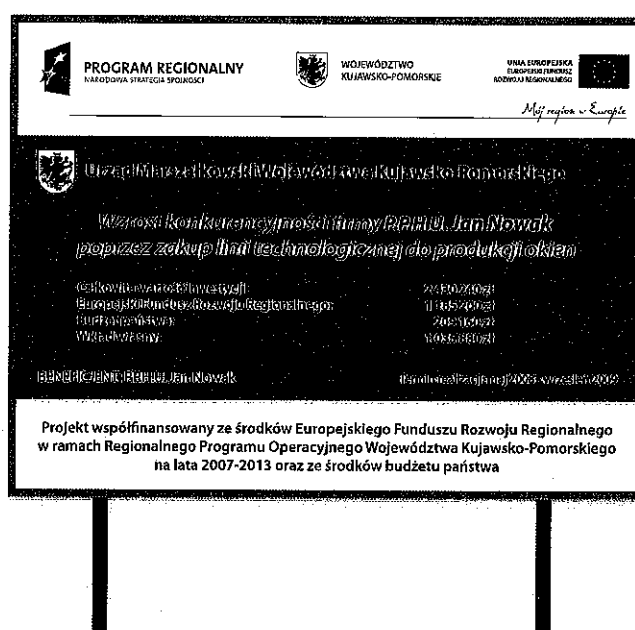 PROGRAM REGIONALNY
NARODOWA STRATEGIA SPÓJNOŚCI
WOJEWÓDZTWO
KUJAWSKO-POMORSKIE
UNIA EUROPEJSKA
EUROPEJSKI FUNDUSZ
ROZWOJU REGIONALNEGO
Mój region w Europie
Urząd Marszałkowski Województwa Kujawsko-Pomorskiego
Wzrost konkurencyjności firmy P.P.H.U. Jan Nowak
poprzez zakup linii technologicznej do produkcji okien
Całkowita wartość inwestycji:
Europejski Fundusz Rozwoju Regionalnego:
Budżet państwa:
Wkład własny:
BENEFICJENT: P.P.H.U. Jan Nowak
Projekt współfinansowany ze środków Europejskiego Funduszu Rozwoju Regionalnego
w ramach Regionalnego Programu Operacyjnego Województwa Kujawsko-Pomorskiego
na lata 2007-2013 oraz ze środków budżetu państwa